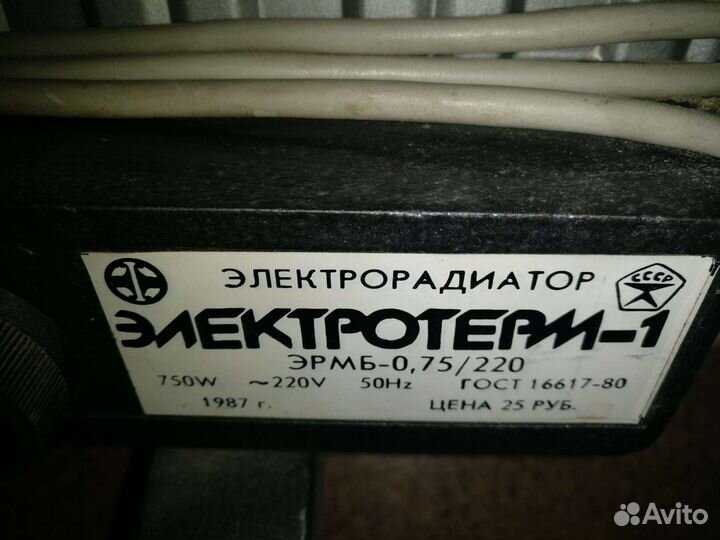 ЭЛЕКТРОРАДИАТОР
СССР
ЭЛЕКТРОТЕРМ-1
ЭРМБ-0,75/220
750W ~220V 50Hz ГОСТ 16617-80
1987 г. ЦЕНА 25 РУБ.
Avito